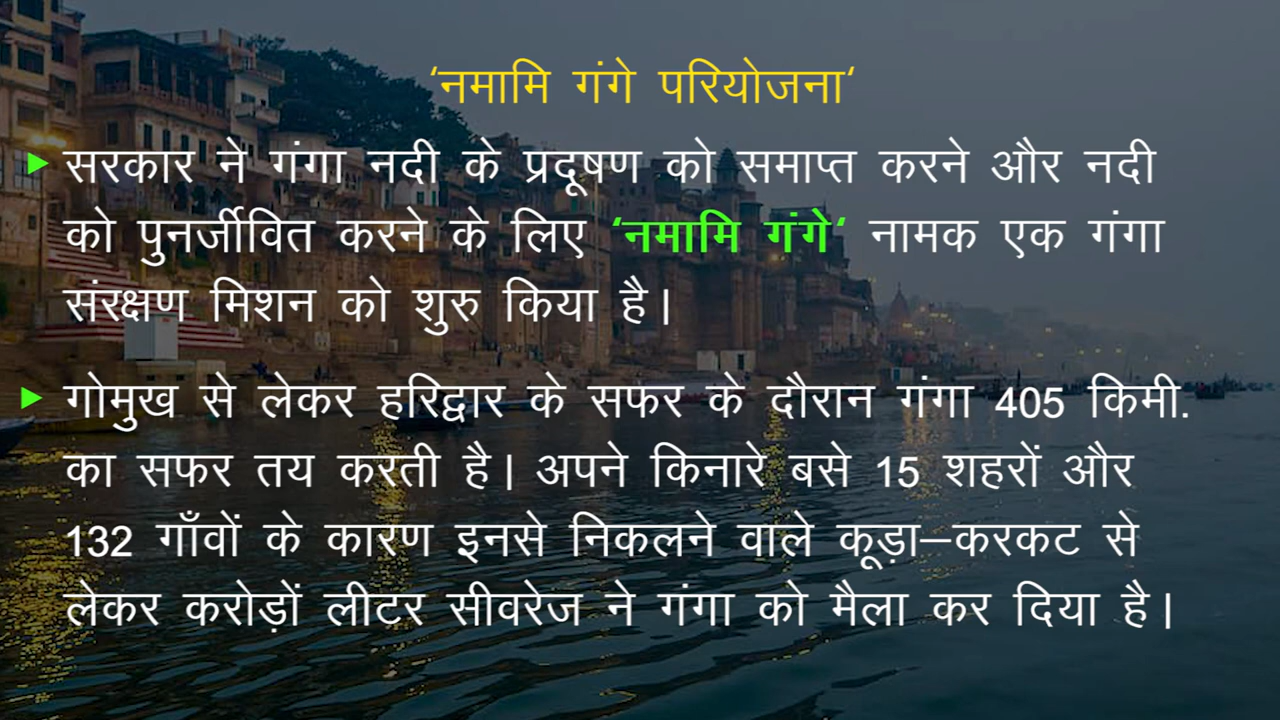 ‘नमामि गंगे परियोजना‘
सरकार ने गंगा नदी के प्रदूषण को समाप्त करने और नदी
को पुनर्जीवित करने के लिए ‘नमामि गंगे‘ नामक एक गंगा
संरक्षण मिशन को शुरु किया है।
गोमुख से लेकर हरिद्वार के सफर के दौरान गंगा 405 किमी.
का सफर तय करती है। अपने किनारे बसे 15 शहरों और
132 गाँवों के कारण इनसे निकलने वाले कूड़ा–करकट से
लेकर करोड़ों लीटर सीवरेज ने गंगा को मैला कर दिया है।